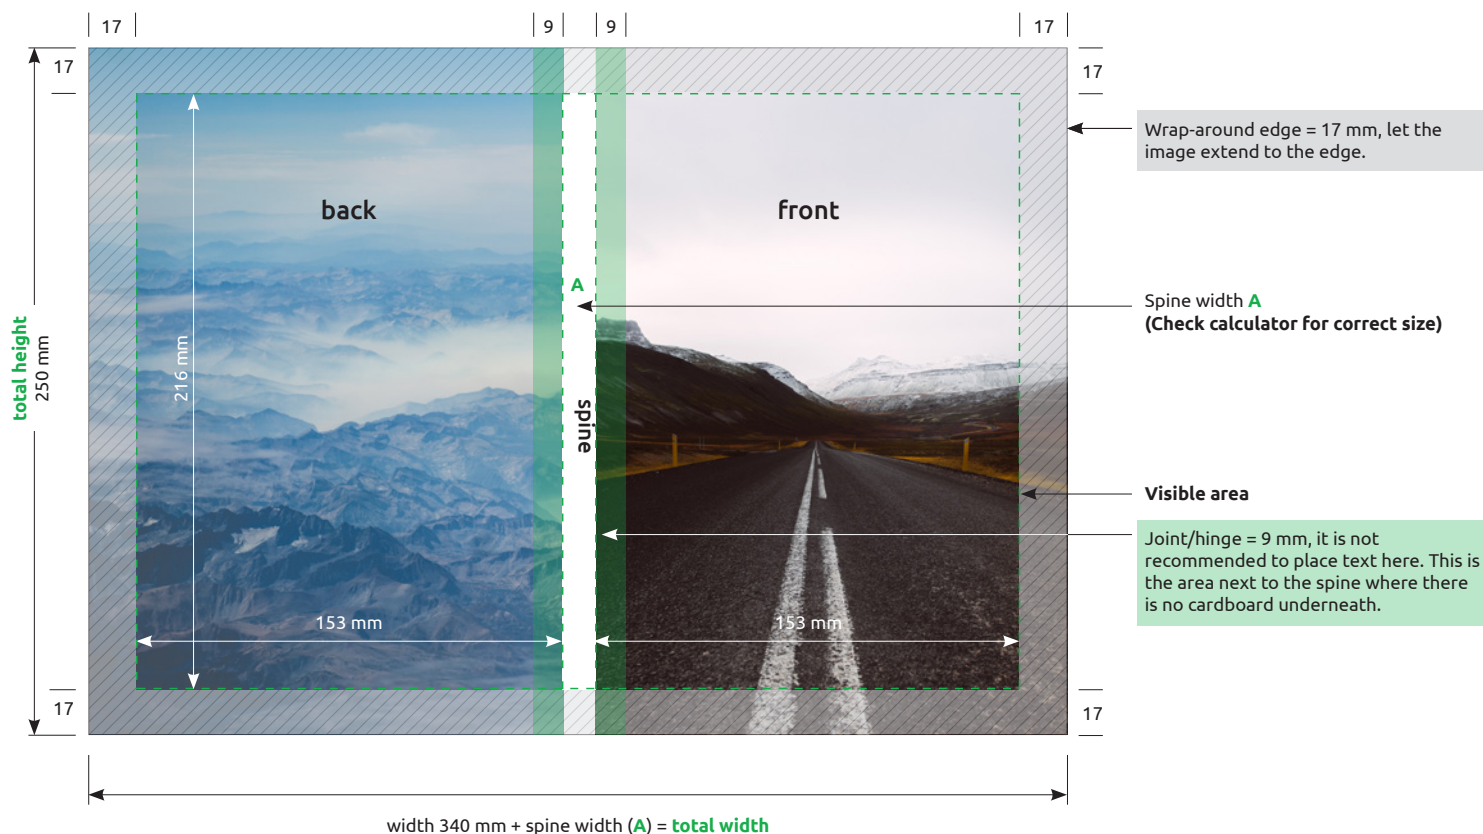 17
9
9
17
17
17
Wrap-around edge = 17 mm, let the
image extend to the edge.
back
front
A
Spine width A
(Check calculator for correct size)
total height
250 mm
216 mm
spine
Visible area
Joint/hinge = 9 mm, it is not
recommended to place text here. This is
the area next to the spine where there
is no cardboard underneath.
153 mm
153 mm
17
17
width 340 mm + spine width (A) = total width